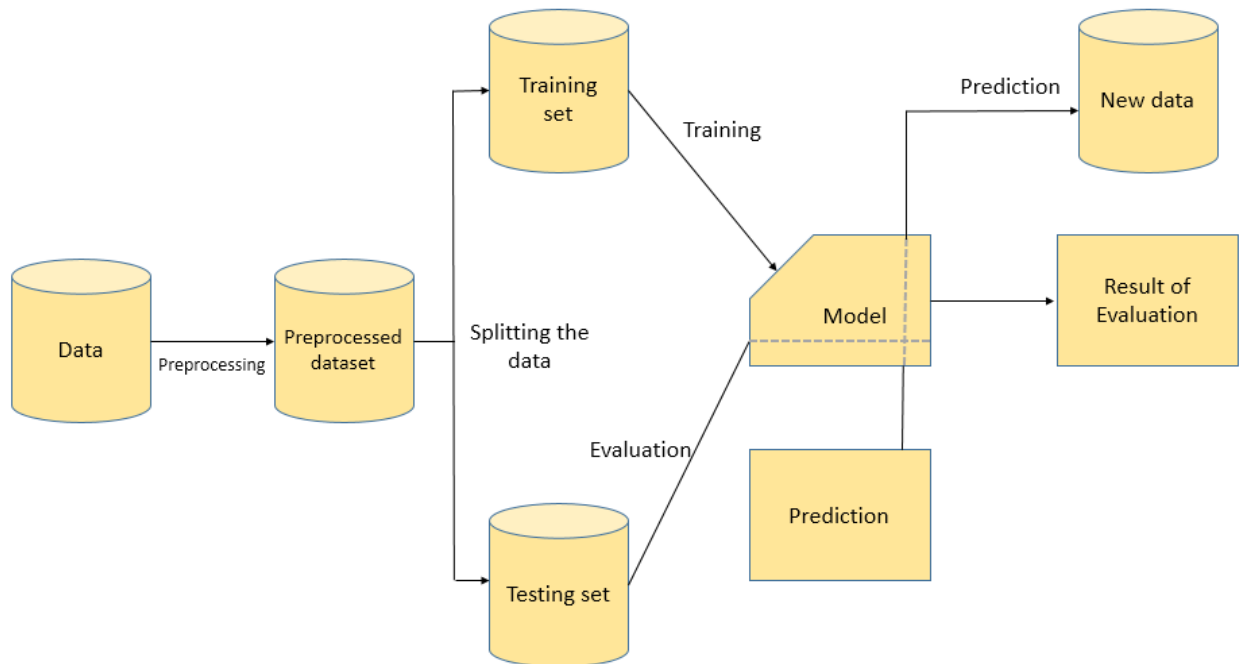 Training
set
Prediction
New data
Training
Data
Preprocessing
Preprocessed
dataset
Splitting the
data
Model
Result of
Evaluation
Evaluation
Prediction
Testing set